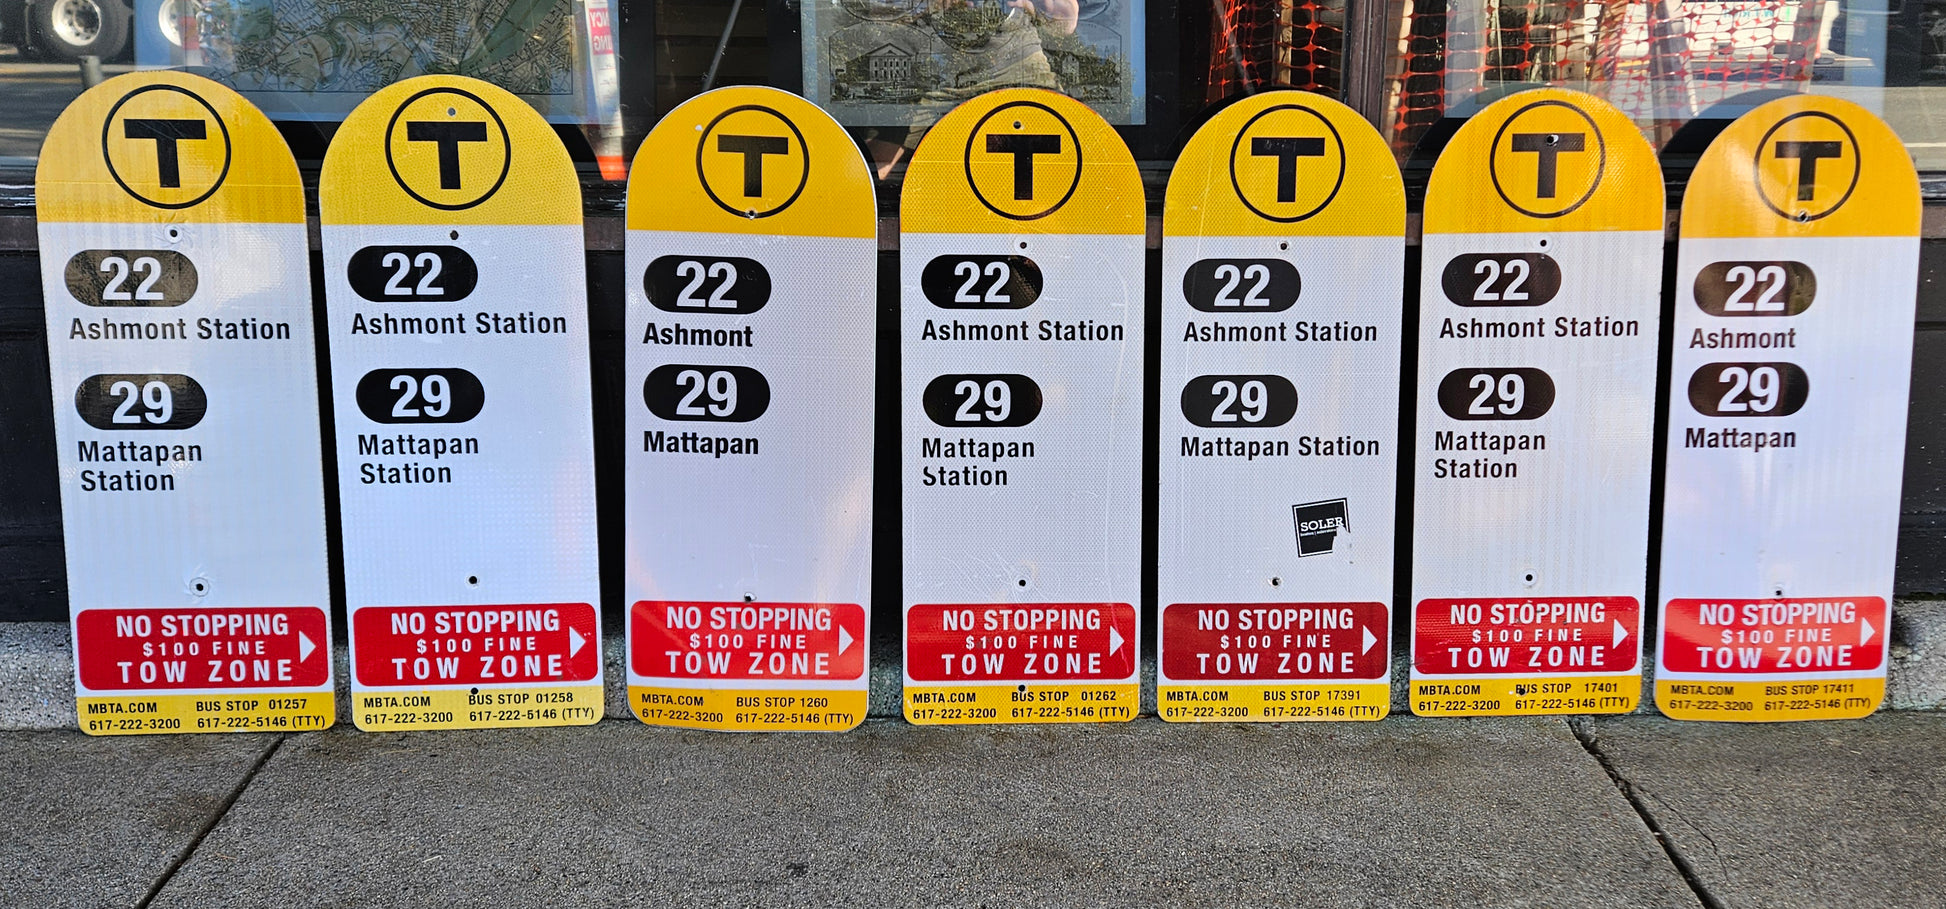 T
22
Ashmont Station
29
Mattapan
Station
NO STOPPING
$100 FINE
TOW ZONE
MBTA.COM BUS STOP 01257
617-222-3200 617-222-5146 (TTY)
T
22
Ashmont Station
29
Mattapan
Station
NO STOPPING
$100 FINE
TOW ZONE
MBTA.COM BUS STOP 01258
617-222-3200 617-222-5146 (TTY)
T
22
Ashmont
29
Mattapan
NO STOPPING
$100 FINE
TOW ZONE
MBTA.COM BUS STOP 1260
617-222-3200 617-222-5146 (TTY)
T
22
Ashmont Station
29
Mattapan
Station
NO STOPPING
$100 FINE
TOW ZONE
MBTA.COM BUS STOP 01262
617-222-3200 617-222-5146 (TTY)
T
22
Ashmont Station
29
Mattapan Station
SOLER
NO STOPPING
$100 FINE
TOW ZONE
MBTA.COM BUS STOP 17391
617-222-3200 617-222-5146 (TTY)
T
22
Ashmont Station
29
Mattapan
Station
NO STOPPING
$100 FINE
TOW ZONE
MBTA.COM BUS STOP 17401
617-222-3200 617-222-5146 (TTY)
T
22
Ashmont
29
Mattapan
NO STOPPING
$100 FINE
TOW ZONE
MBTA.COM BUS STOP 17411
617-222-3200 617-222-5146 (TTY)